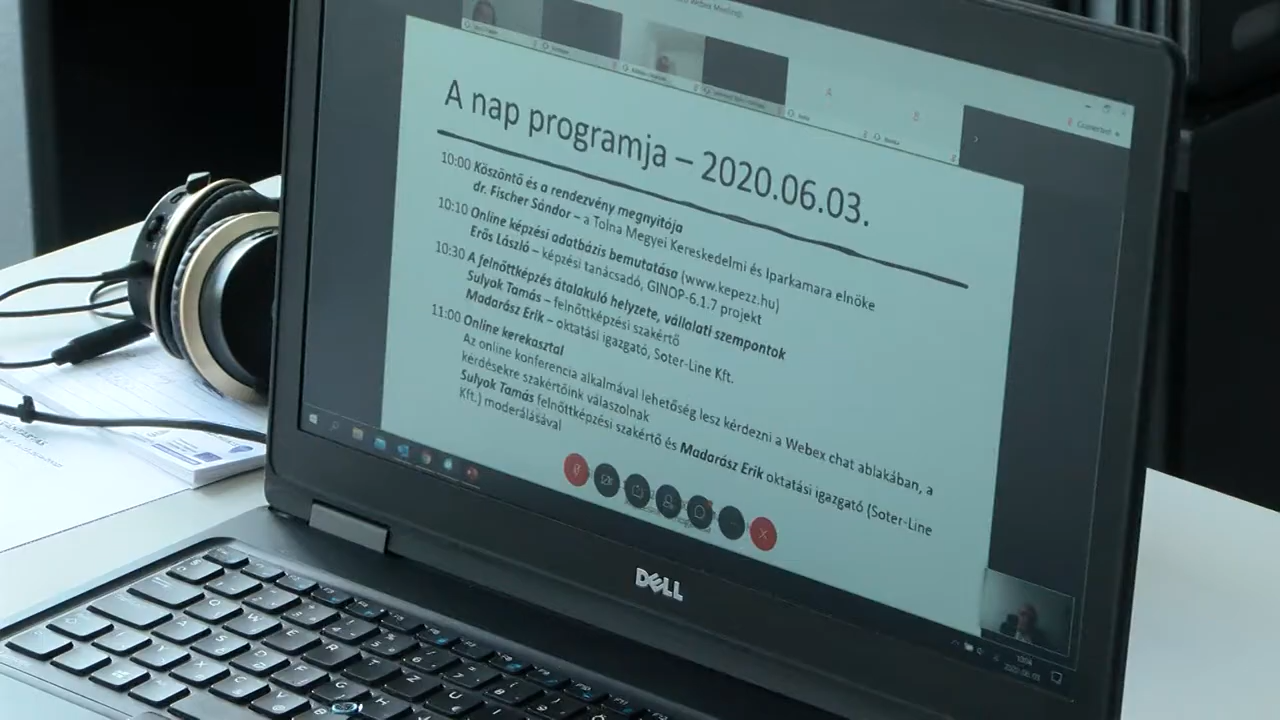 A nap programja – 2020.06.03.
10:00 Köszöntő és a rendezvény megnyitója
dr. Fischer Sándor – a Tolna Megyei Kereskedelmi és Iparkamara elnöke
10:10 Online képzési adatbázis bemutatása (www.kepezz.hu)
Erős László – képzési tanácsadó, GINOP-6.1.7 projekt
10:30 A felnőttképzés átalakuló helyzete, vállalati szempontok
Sulyok Tamás – felnőttképzési szakértő
Madarász Erik – oktatási igazgató, Soter-Line Kft.
11:00 Online kerekasztal
Az online konferencia alkalmával lehetőség lesz kérdezni a Webex chat ablakában, a
kérdésekre szakértőink válaszolnak
Sulyok Tamás felnőttképzési szakértő és Madarász Erik oktatási igazgató (Soter-Line
Kft.) moderálásával
Connected
DELL